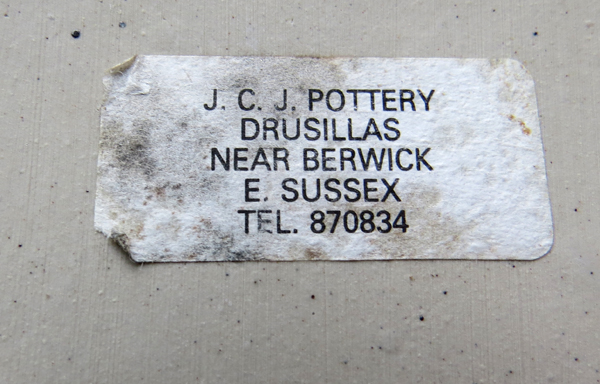 J. C. J. POTTERY
DRUSILLAS
NEAR BERWICK
E. SUSSEX
TEL. 870834